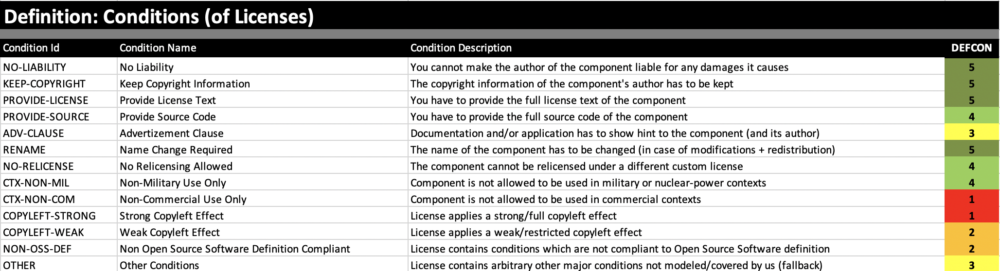 Definition: Conditions (of Licenses)
Condition Id Condition Name Condition Description DEFCON
NO-LIABILITY No Liability You cannot make the author of the component liable for any damages it causes 5
KEEP-COPYRIGHT Keep Copyright Information The copyright information of the component's author has to be kept 5
PROVIDE-LICENSE Provide License Text You have to provide the full license text of the component 5
PROVIDE-SOURCE Provide Source Code You have to provide the full source code of the component 4
ADV-CLAUSE Advertizement Clause Documentation and/or application has to show hint to the component (and its author) 3
RENAME Name Change Required The name of the component has to be changed (in case of modifications + redistribution) 5
NO-RELICENSE No Relicensing Allowed The component cannot be relicensed under a different custom license 4
CTX-NON-MIL Non-Military Use Only Component is not allowed to be used in military or nuclear-power contexts 4
CTX-NON-COM Non-Commercial Use Only Component is not allowed to be used in commercial contexts 1
COPYLEFT-STRONG Strong Copyleft Effect License applies a strong/full copyleft effect 1
COPYLEFT-WEAK Weak Copyleft Effect License applies a weak/restricted copyleft effect 2
NON-OSS-DEF Non Open Source Software Definition Compliant License contains conditions which are not compliant to Open Source Software definition 2
OTHER Other Conditions License contains arbitrary other major conditions not modeled/covered by us (fallback) 3